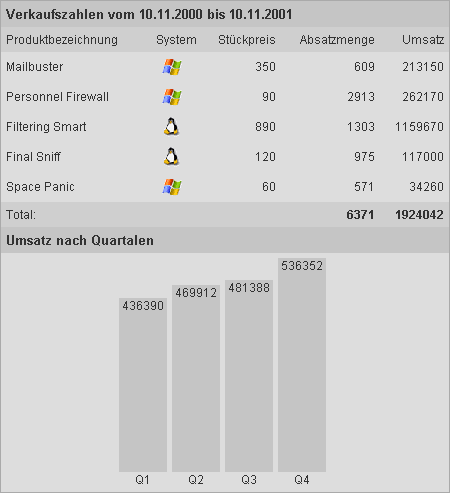 Verkaufszahlen vom 10.11.2000 bis 10.11.2001
Produktbezeichnung System Stückpreis Absatzmenge Umsatz
Mailbuster 350 609 213150
Personnel Firewall 90 2913 262170
Filtering Smart 890 1303 1159670
Final Sniff 120 975 117000
Space Panic 60 571 34260
Total: 6371 1924042
Umsatz nach Quartalen
436390 469912 481388 536352
Q1 Q2 Q3 Q4